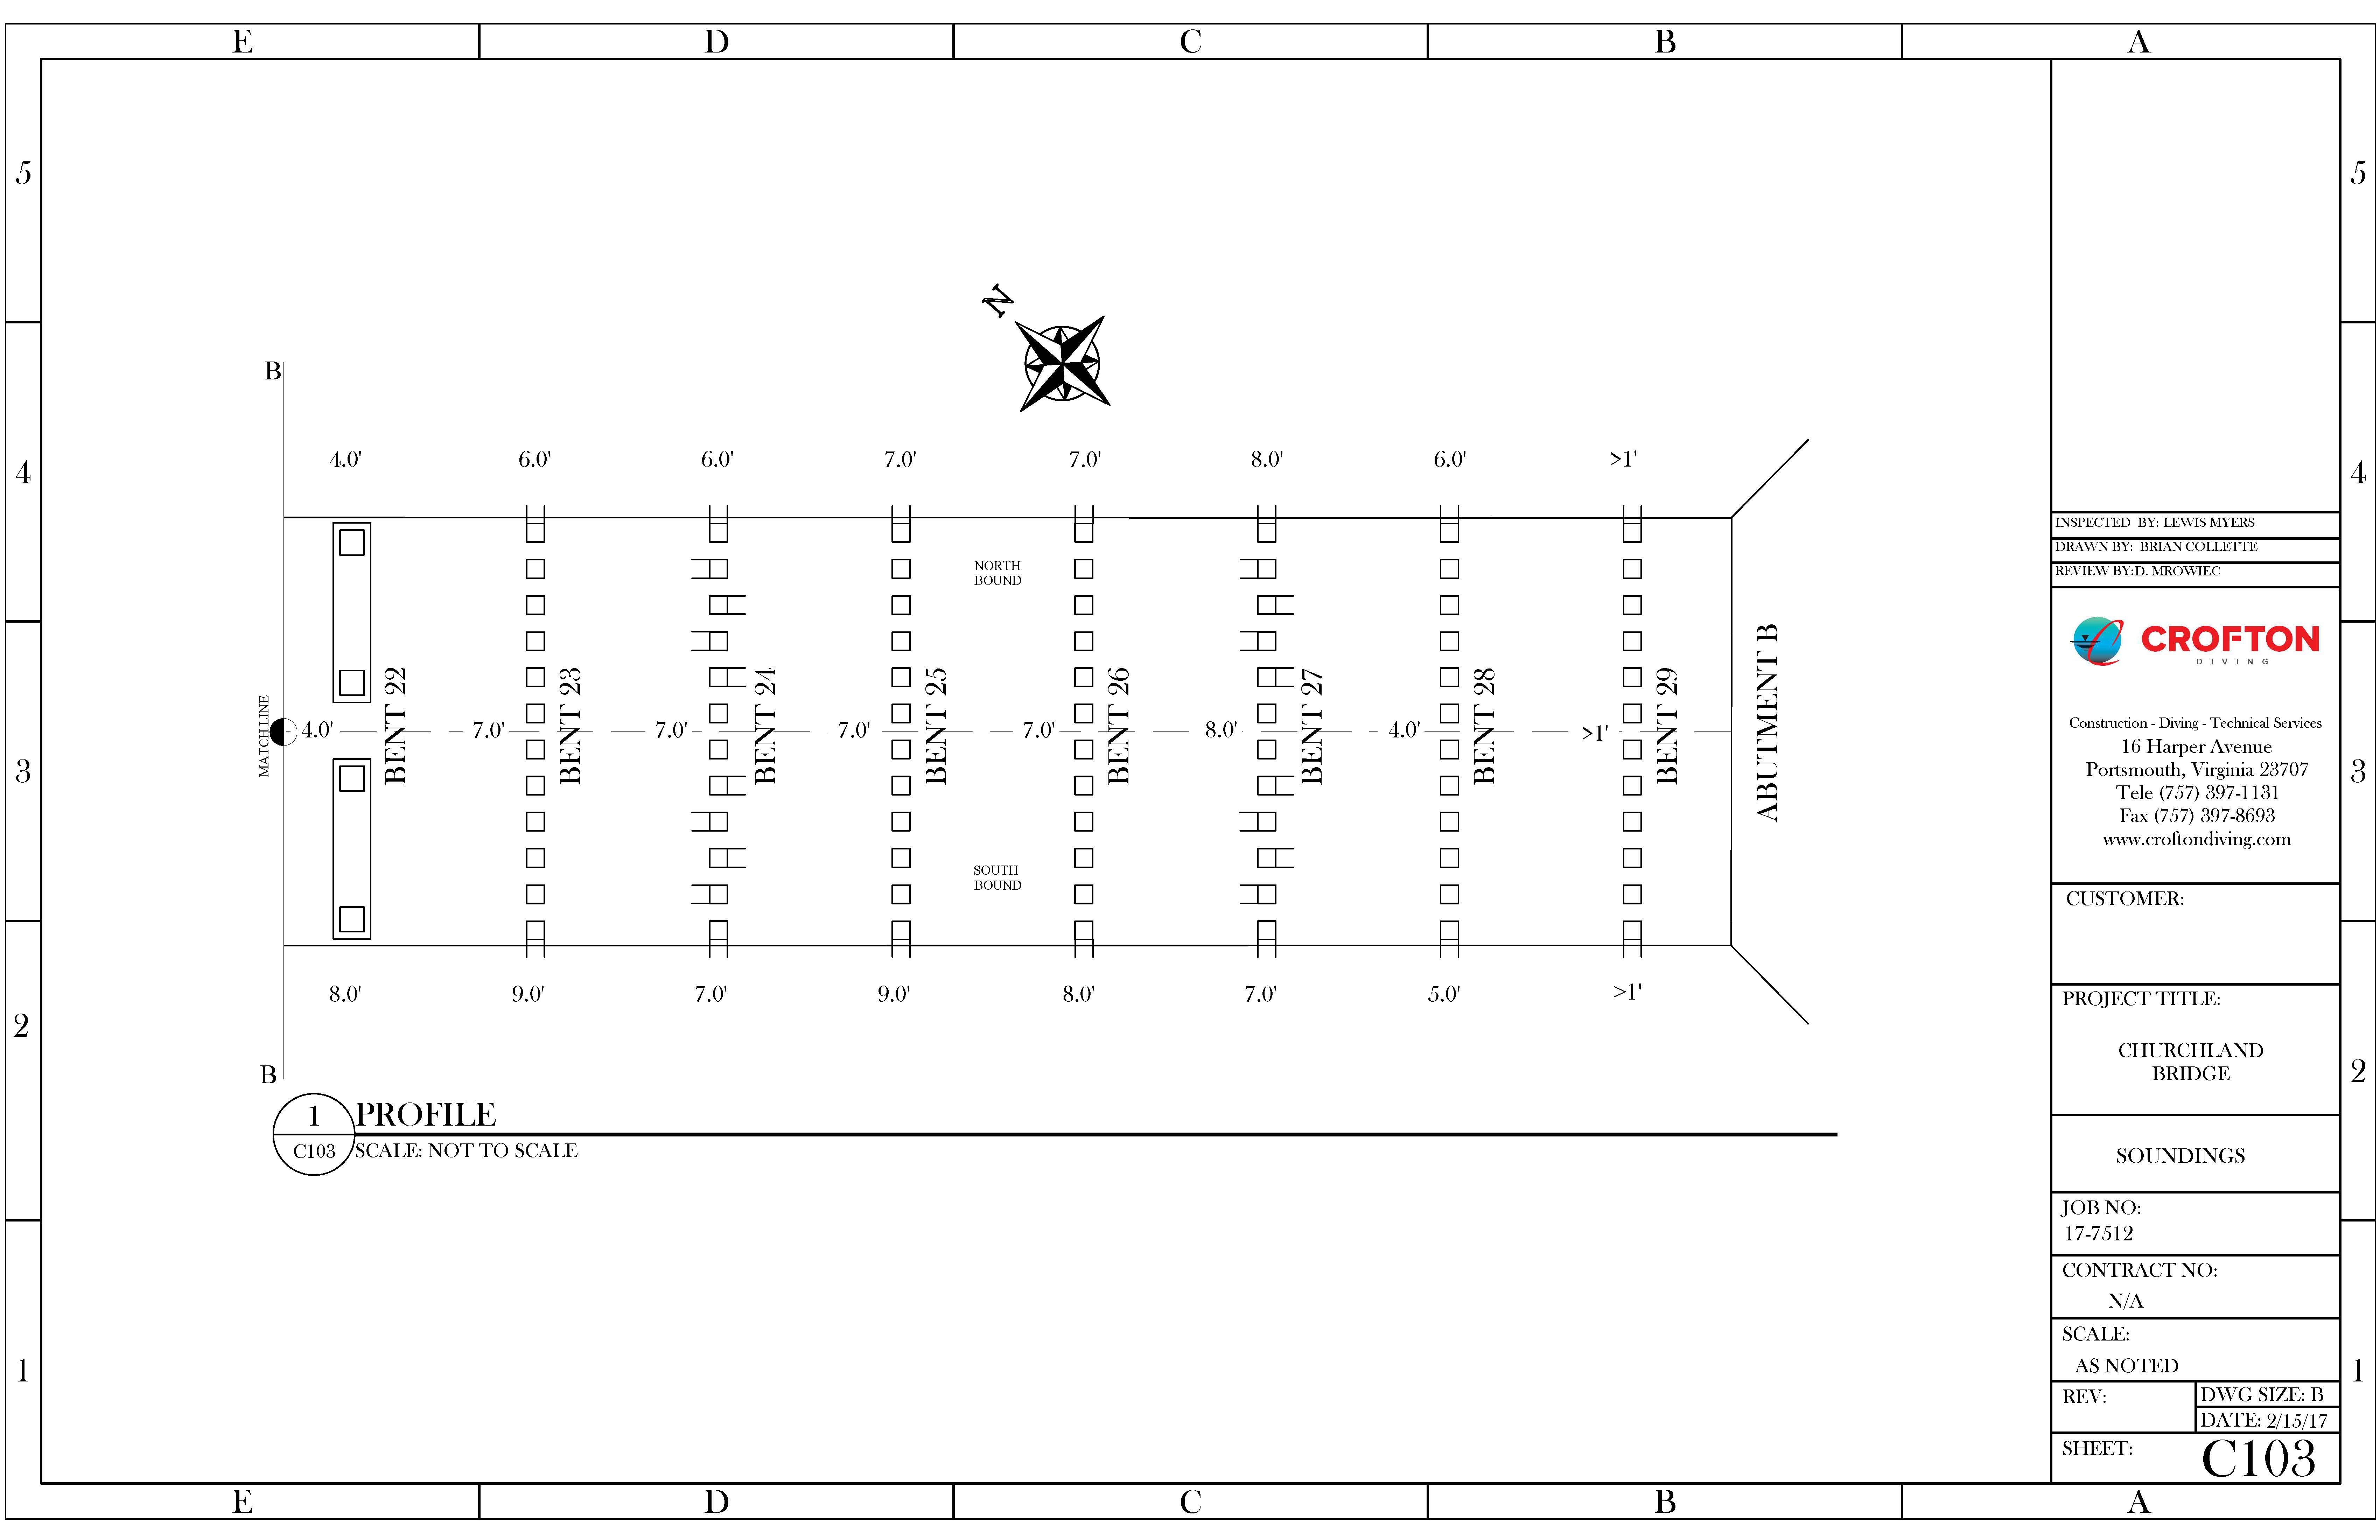 E D C B A
5 5
N
B
4.0' 6.0' 6.0' 7.0' 7.0' 8.0' 6.0' >1'
4 4
NORTH
BOUND
MATCH LINE
4.0' 7.0' 7.0' 7.0' 7.0' 8.0' 4.0' >1'
BENT 22
BENT 23
BENT 24
BENT 25
BENT 26
BENT 27
BENT 28
BENT 29
ABUTMENT B
3 3
SOUTH
BOUND
8.0' 9.0' 7.0' 9.0' 8.0' 7.0' 5.0' >1'
2 2
B
1 PROFILE
C103 SCALE: NOT TO SCALE
1 1
INSPECTED BY: LEWIS MYERS
DRAWN BY: BRIAN COLLETTE
REVIEW BY:D. MROWIEC
CROFTON
DIVING
Construction - Diving - Technical Services
16 Harper Avenue
Portsmouth, Virginia 23707
Tele (757) 397-1131
Fax (757) 397-8693
www.croftondiving.com
CUSTOMER:
PROJECT TITLE:
CHURCHLAND
BRIDGE
SOUNDINGS
JOB NO:
17-7512
CONTRACT NO:
N/A
SCALE:
AS NOTED
REV:
DWG SIZE: B
DATE: 2/15/17
SHEET: C103
E D C B A